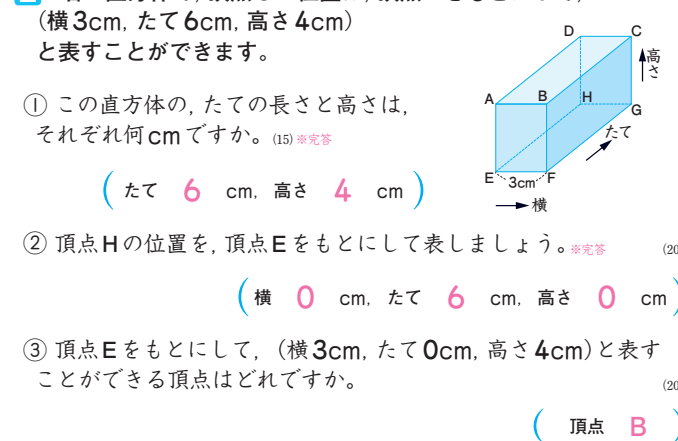 (横3cm, たて6cm, 高さ4cm)
と表すことができます。
D
C
高さ
A
B
H
G
たて
E
3cm
F
横
① この直方体の, たての長さと高さは,
それぞれ何cmですか。(15)※完答
( たて 6 cm, 高さ 4 cm )
② 頂点Hの位置を, 頂点Eをもとにして表しましょう。※完答 (20
( 横 0 cm, たて 6 cm, 高さ 0 cm )
③ 頂点Eをもとにして, (横3cm, たて0cm, 高さ4cm)と表す
ことができる頂点はどれですか。 (20
( 頂点 B )